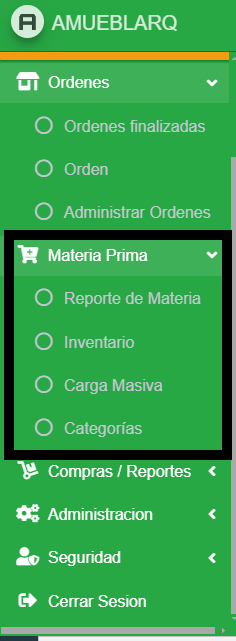 AMUEBLARQ
Ordenes
Ordenes finalizadas
Orden
Administrar Ordenes
Materia Prima
Reporte de Materia
Inventario
Carga Masiva
Categorías
Compras / Reportes
Administracion
Seguridad
Cerrar Sesion